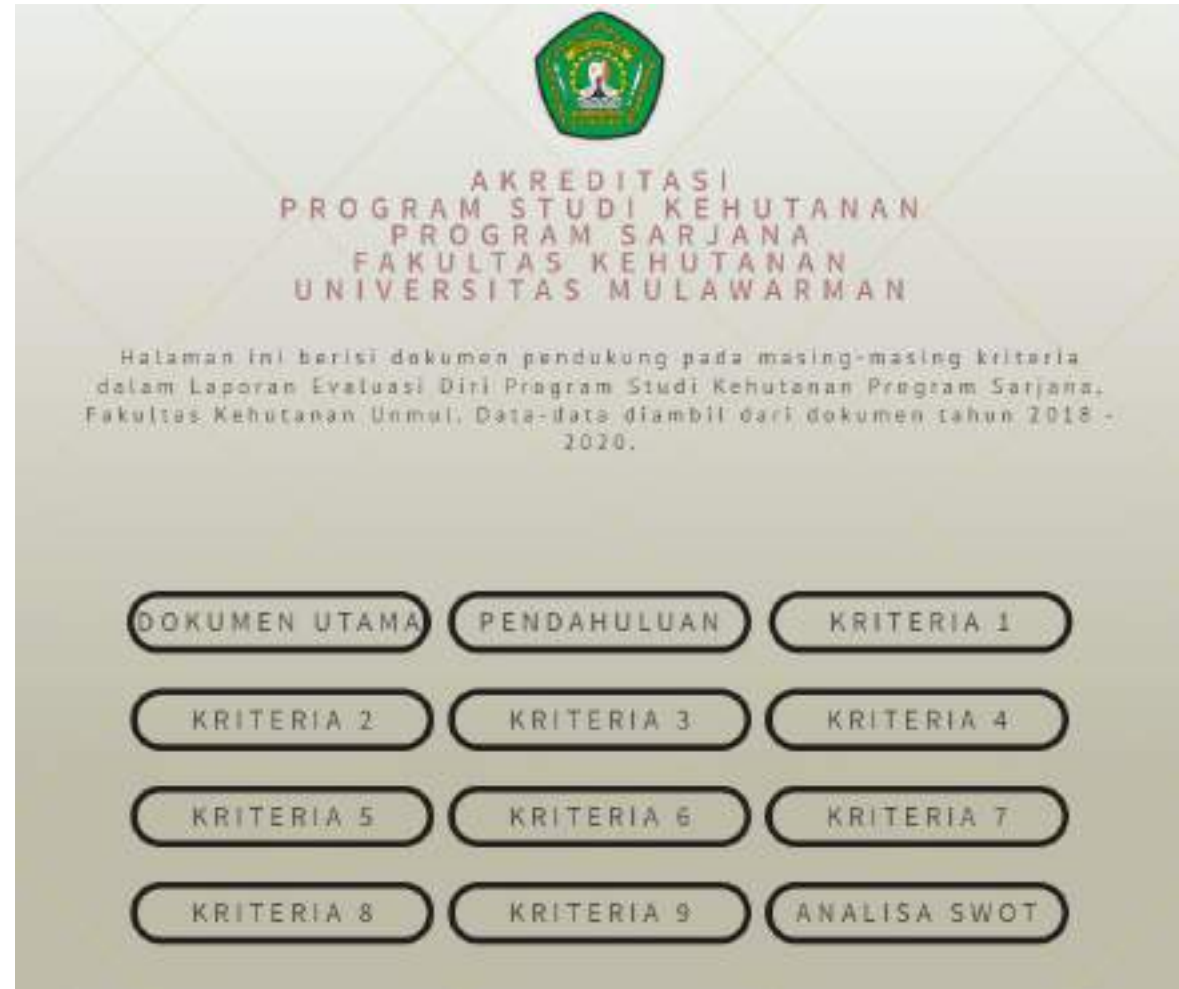 AKREDITASI
PROGRAM STUDI KEHUTANAN
PROGRAM SARJANA
FAKULTAS KEHUTANAN
UNIVERSITAS MULAWARMAN
Halaman ini berisi dokumen pendukung pada masing-masing kriteria
dalam Laporan Evaluasi Diri Program Studi Kehutanan Program Sarjana,
Fakultas Kehutanan Unmul. Data-data diambil dari dokumen tahun 2018 -
2020.
DOKUMEN UTAMA PENDAHULUAN KRITERIA 1
KRITERIA 2 KRITERIA 3 KRITERIA 4
KRITERIA 5 KRITERIA 6 KRITERIA 7
KRITERIA 8 KRITERIA 9 ANALISA SWOT